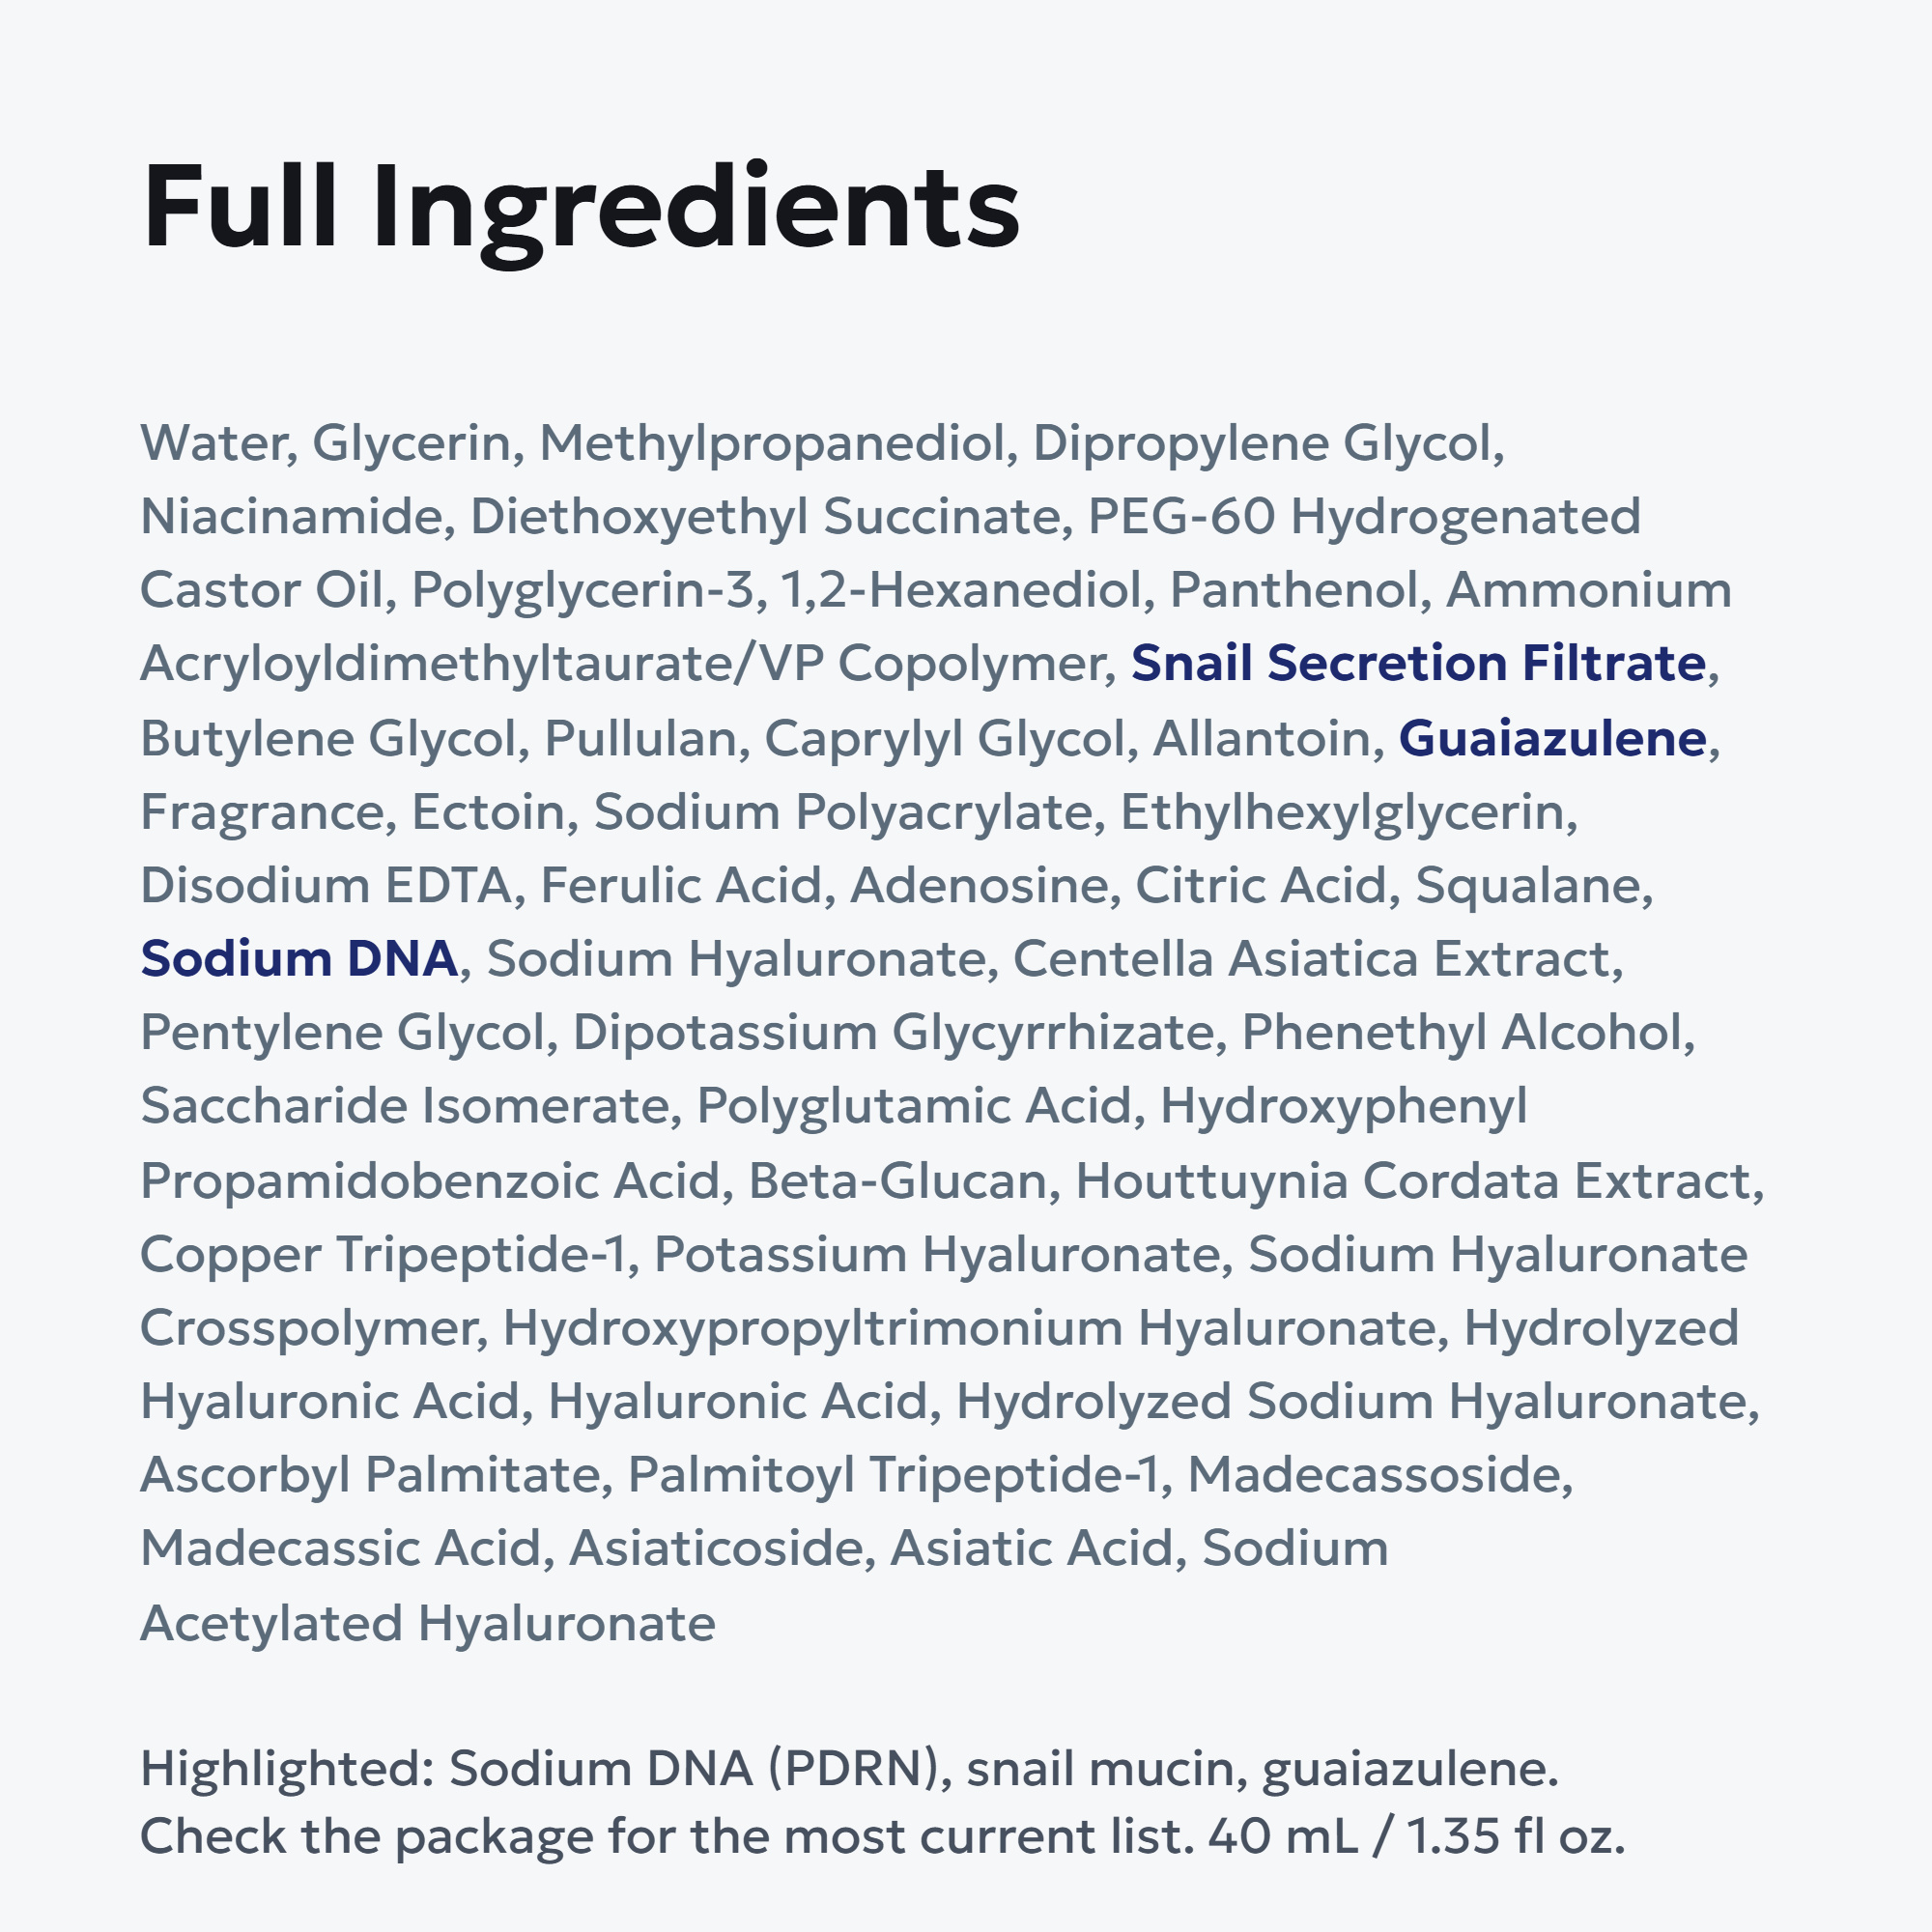 Full Ingredients
Water, Glycerin, Methylpropanediol, Dipropylene Glycol,
Niacinamide, Diethoxyethyl Succinate, PEG-60 Hydrogenated
Castor Oil, Polyglycerin-3, 1,2-Hexanediol, Panthenol, Ammonium
Acryloyldimethyltaurate/VP Copolymer, Snail Secretion Filtrate,
Butylene Glycol, Pullulan, Caprylyl Glycol, Allantoin, Guaiazulene,
Fragrance, Ectoin, Sodium Polyacrylate, Ethylhexylglycerin,
Disodium EDTA, Ferulic Acid, Adenosine, Citric Acid, Squalane,
Sodium DNA, Sodium Hyaluronate, Centella Asiatica Extract,
Pentylene Glycol, Dipotassium Glycyrrhizate, Phenethyl Alcohol,
Saccharide Isomerate, Polyglutamic Acid, Hydroxyphenyl
Propamidobenzoic Acid, Beta-Glucan, Houttuynia Cordata Extract,
Copper Tripeptide-1, Potassium Hyaluronate, Sodium Hyaluronate
Crosspolymer, Hydroxypropyltrimonium Hyaluronate, Hydrolyzed
Hyaluronic Acid, Hyaluronic Acid, Hydrolyzed Sodium Hyaluronate,
Ascorbyl Palmitate, Palmitoyl Tripeptide-1, Madecassoside,
Madecassic Acid, Asiaticoside, Asiatic Acid, Sodium
Acetylated Hyaluronate
Highlighted: Sodium DNA (PDRN), snail mucin, guaiazulene.
Check the package for the most current list. 40 mL / 1.35 fl oz.